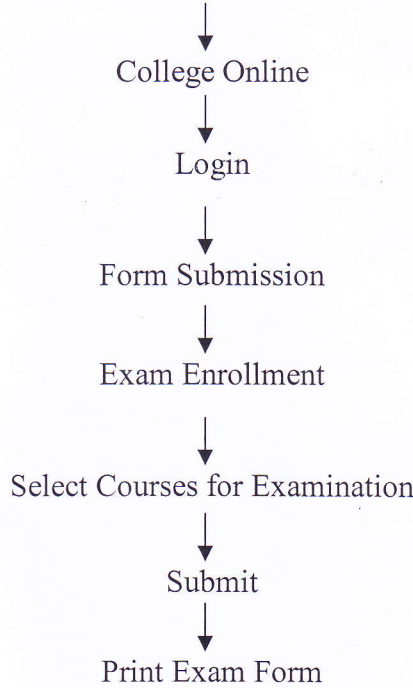 College Online
Login
Form Submission
Exam Enrollment
Select Courses for Examination
Submit
Print Exam Form